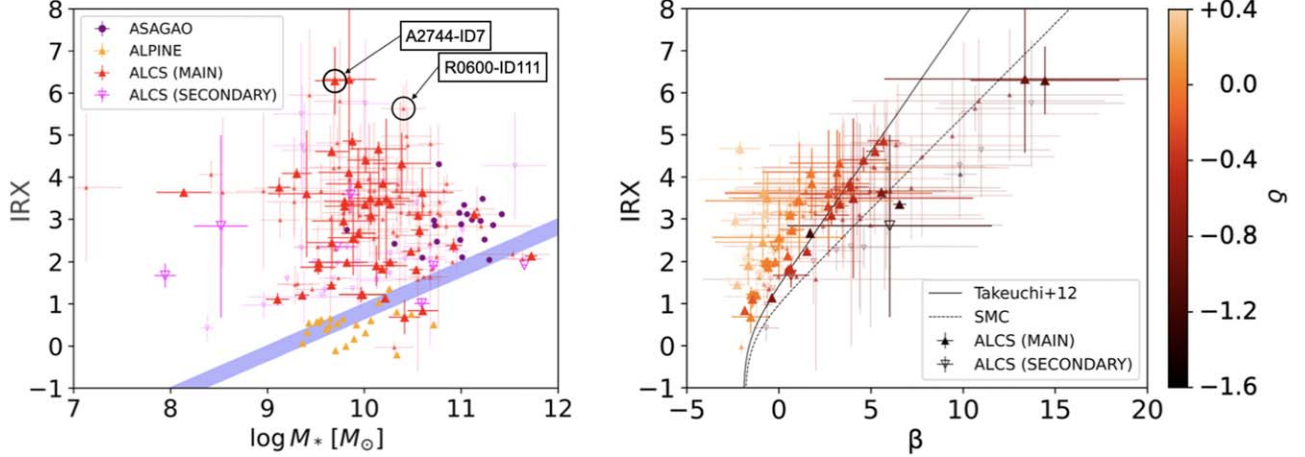 8
7
6
5
4
3
2
1
0
−1
IRX
ASAGAO
ALPINE
ALCS (MAIN)
ALCS (SECONDARY)
A2744-ID7
R0600-ID111
7 8 9 10 11 12
log M* [M⊙]
8
7
6
5
4
3
2
1
0
−1
IRX
Takeuchi+12
SMC
ALCS (MAIN)
ALCS (SECONDARY)
−5 0 5 10 15 20
β
+0.4
0.0
−0.4
−0.8
−1.2
−1.6
δ